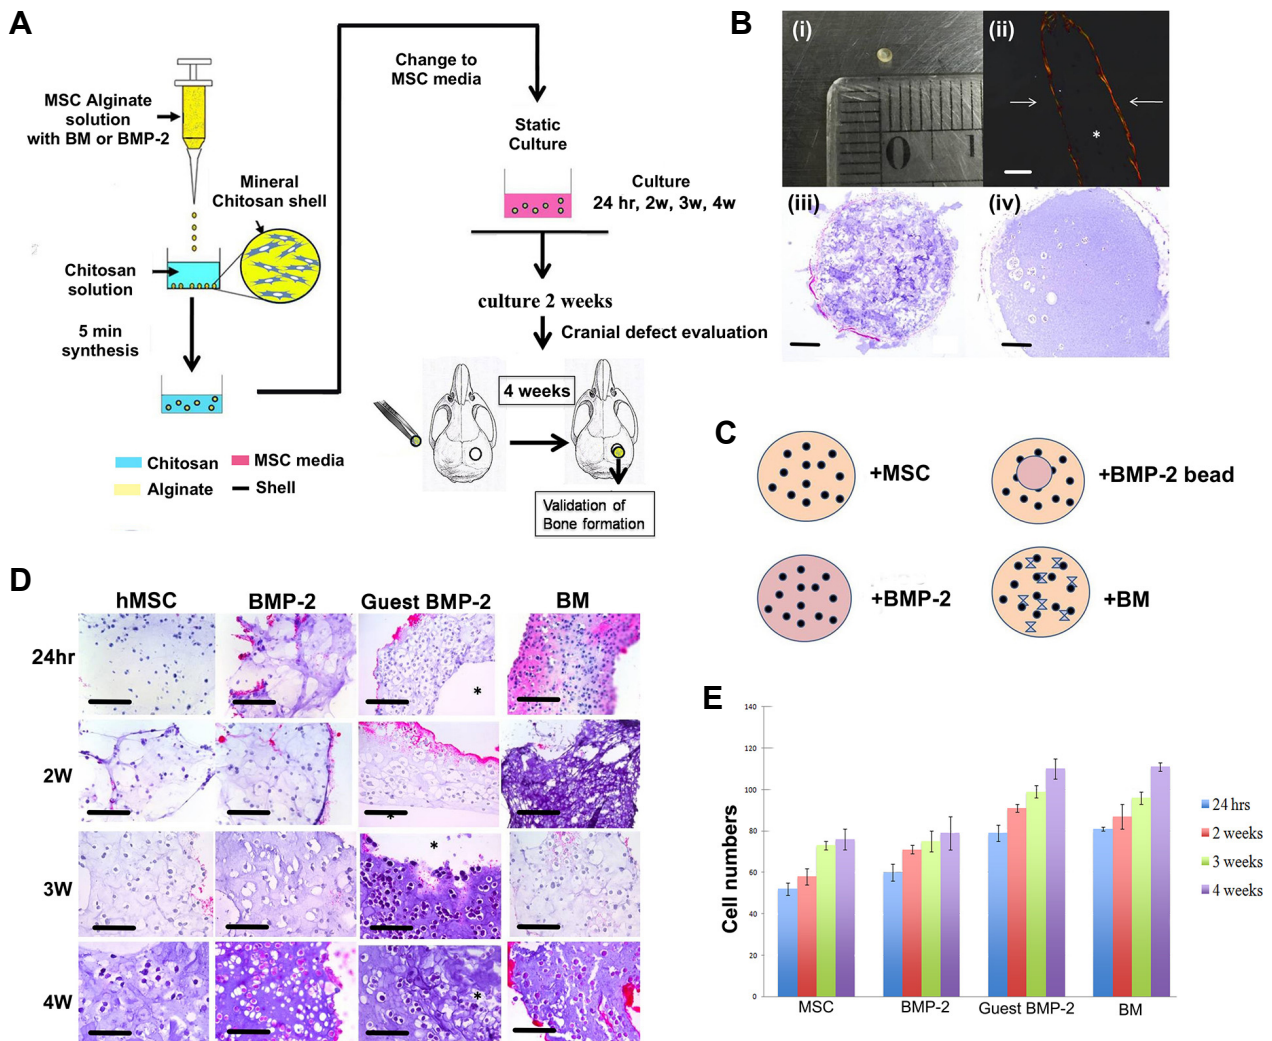 A
MSC Alginate
solution
with BM or BMP-2
Mineral
Chitosan shell
Chitosan
solution
5 min
synthesis
Change to
MSC media
Static
Culture
Culture
24 hr, 2w, 3w, 4w
culture 2 weeks
Cranial defect evaluation
4 weeks
Validation of
Bone formation
Chitosan
MSC media
Alginate
Shell
B
(i)
(ii)
0 1
*
(iii)
(iv)
C
+MSC
+BMP-2 bead
+BMP-2
+BM
D
hMSC BMP-2 Guest BMP-2 BM
24hr
*
2W
*
3W
*
4W
*
E
Cell numbers
140
120
100
80
60
40
20
0
MSC BMP-2 Guest BMP-2 BM
24 hrs
2 weeks
3 weeks
4 weeks